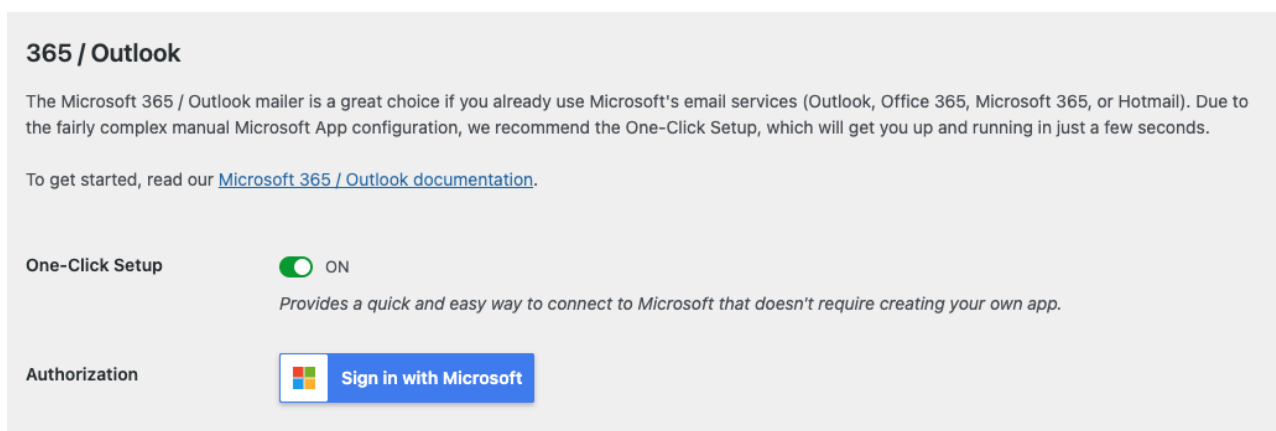 365 / Outlook
The Microsoft 365 / Outlook mailer is a great choice if you already use Microsoft's email services (Outlook, Office 365, Microsoft 365, or Hotmail). Due to
the fairly complex manual Microsoft App configuration, we recommend the One-Click Setup, which will get you up and running in just a few seconds.
To get started, read our Microsoft 365 / Outlook documentation.
One-Click Setup ON
Provides a quick and easy way to connect to Microsoft that doesn't require creating your own app.
Authorization Sign in with Microsoft